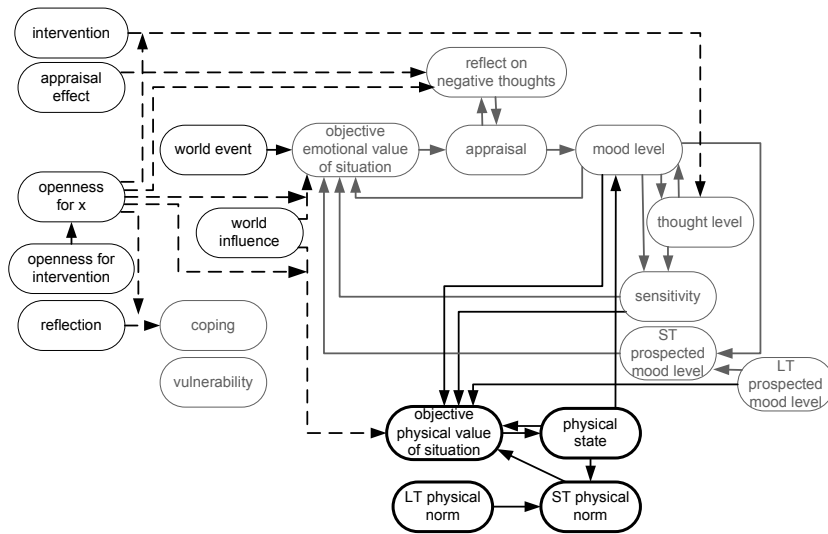 intervention
appraisal
effect
reflect on
negative thoughts
world event
objective
emotional value
of situation
appraisal
mood level
openness
for x
world
influence
thought level
openness for
intervention
sensitivity
reflection
coping
ST
prospected
mood level
vulnerability
LT
prospected
mood level
objective
physical value
of situation
physical
state
LT physical
norm
ST physical
norm